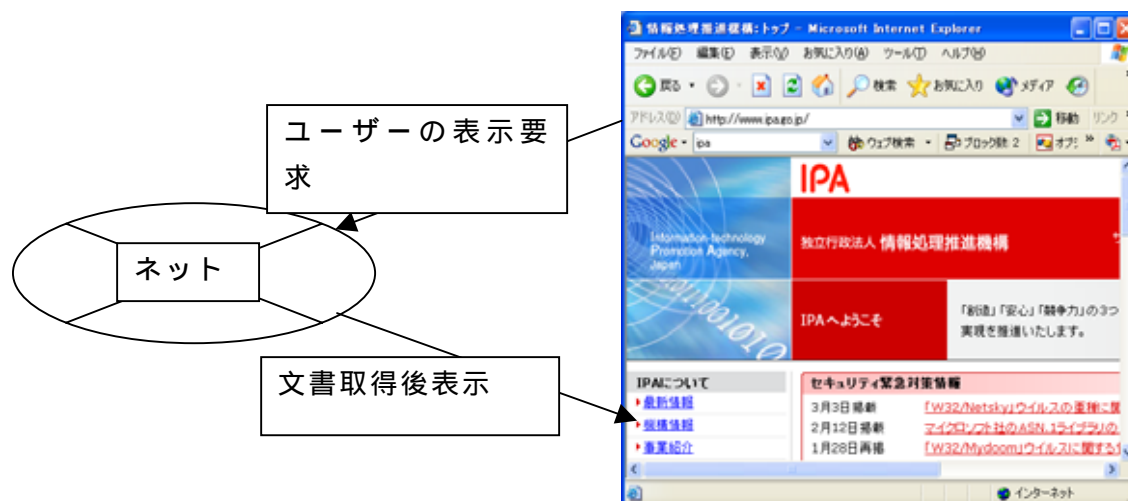 情報処理推進機構:トップ - Microsoft Internet Explorer
ファイル(F) 編集(E) 表示(V) お気に入り(A) ツール(T) ヘルプ(H)
戻る 検索 お気に入り メディア
アドレス(D) http://www.ipa.go.jp/ 移動 リンク
Google ipa ウェブ検索 ブロック数 2 オプ
ユーザーの表示要
求
ネット
文書取得後表示
IPA
Information-technology
Promotion Agency,
Japan
独立行政法人 情報処理推進機構
IPAへようこそ
「創造」「安心」「競争力」の3つ
実現を推進いたします。
IPAについて
最新情報
機構情報
事業紹介
セキュリティ緊急対策情報
3月3日掲載 「W32/Netsky」ウイルスの亜種に関
2月12日掲載 マイクロソフト社のASN.1ライブラリの
1月28日再掲 「W32/Mydoom」ウイルスに関する
インターネット